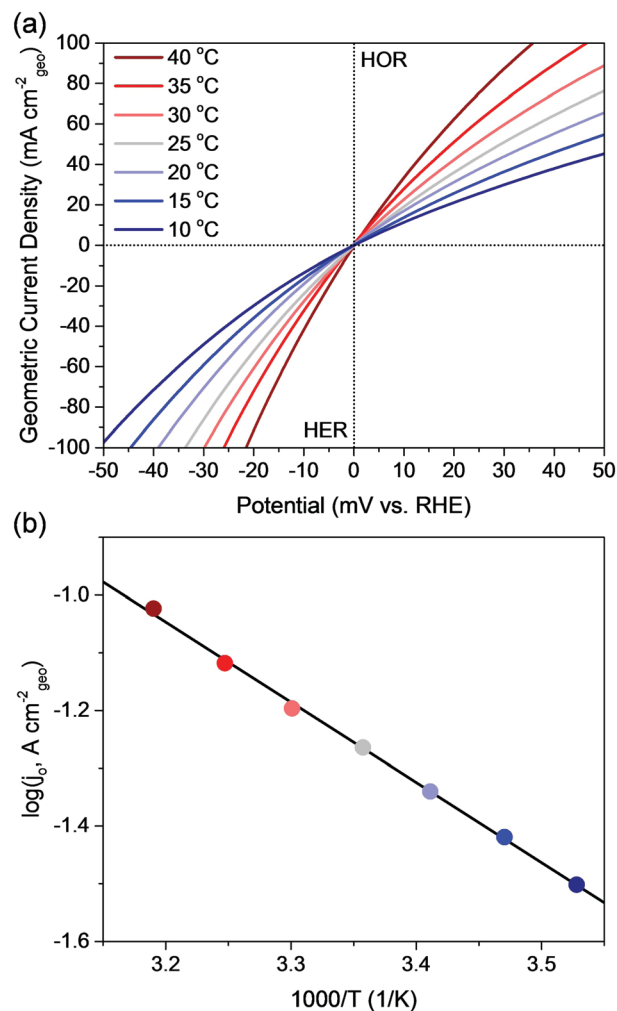 (a)
100
80
60
40
20
0
-20
-40
-60
-80
-100
Geometric Current Density (mA cm⁻²geo)
40 °C
35 °C
30 °C
25 °C
20 °C
15 °C
10 °C
HOR
HER
-50 -40 -30 -20 -10 0 10 20 30 40 50
Potential (mV vs. RHE)
(b)
-1.0
-1.2
-1.4
-1.6
log(jo, A cm⁻²geo)
3.2 3.3 3.4 3.5
1000/T (1/K)